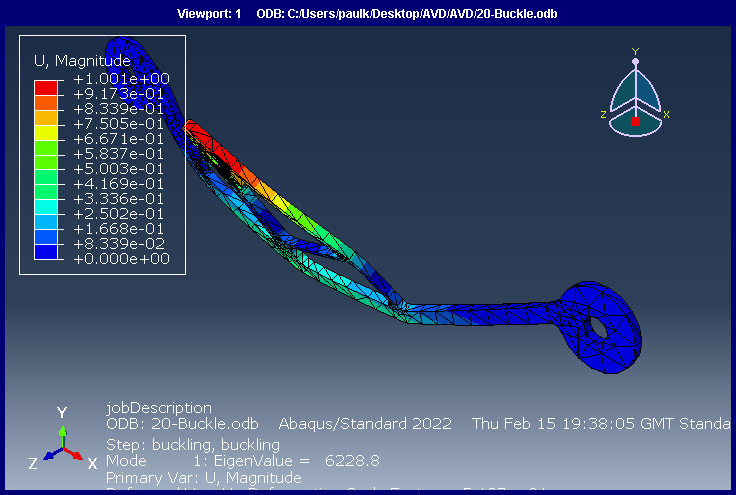 Viewport: 1 ODB: C:/Users/paulk/Desktop/AVD/AVD/20-Buckle.odb
U, Magnitude
+1.001e+00
+9.173e-01
+8.339e-01
+7.505e-01
+6.671e-01
+5.837e-01
+5.003e-01
+4.169e-01
+3.336e-01
+2.502e-01
+1.668e-01
+8.339e-02
+0.000e+00
Y
Z X
Y
Z X
jobDescription
ODB: 20-Buckle.odb Abaqus/Standard 2022 Thu Feb 15 19:38:05 GMT Standa
Step: buckling, buckling
Mode 1: EigenValue = 6228.8
Primary Var: U, Magnitude